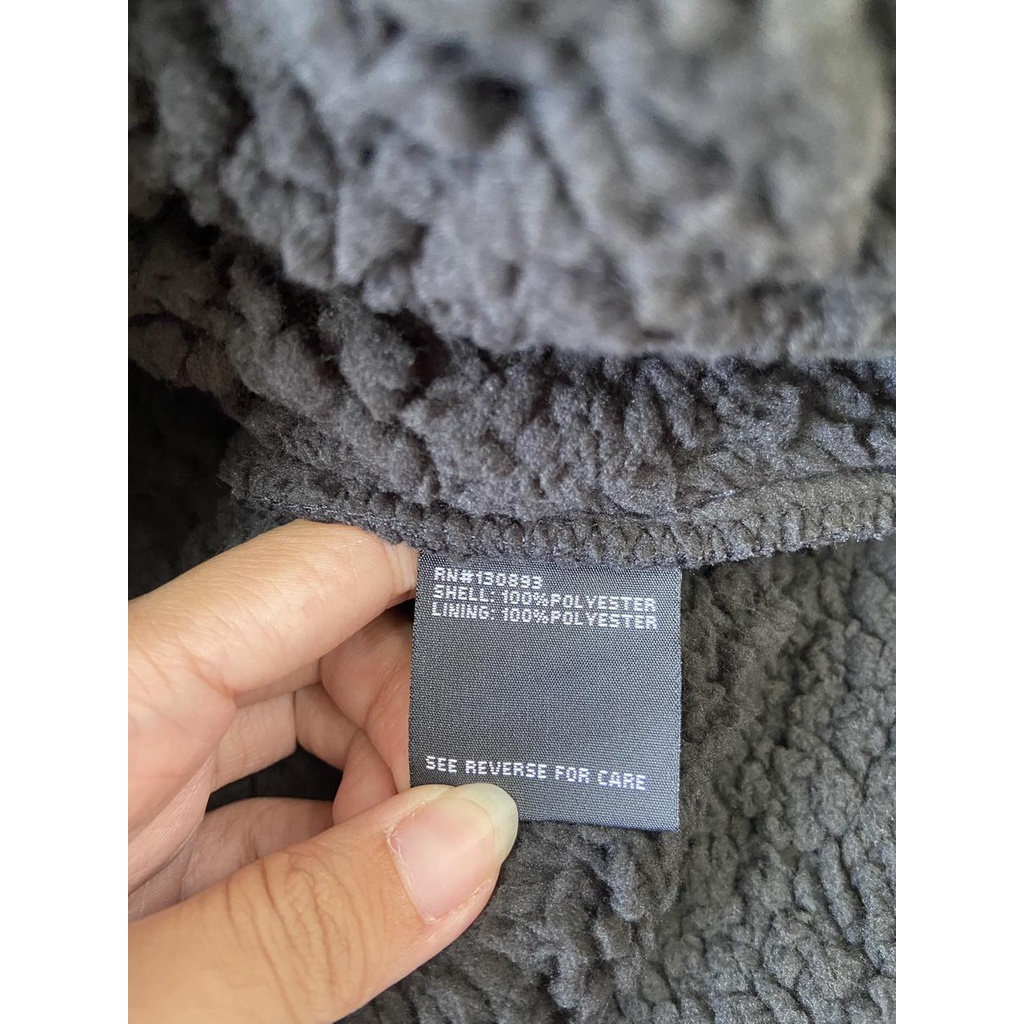 RN#130893
SHELL: 100%POLYESTER
LINING: 100%POLYESTER
SEE REVERSE FOR CARE